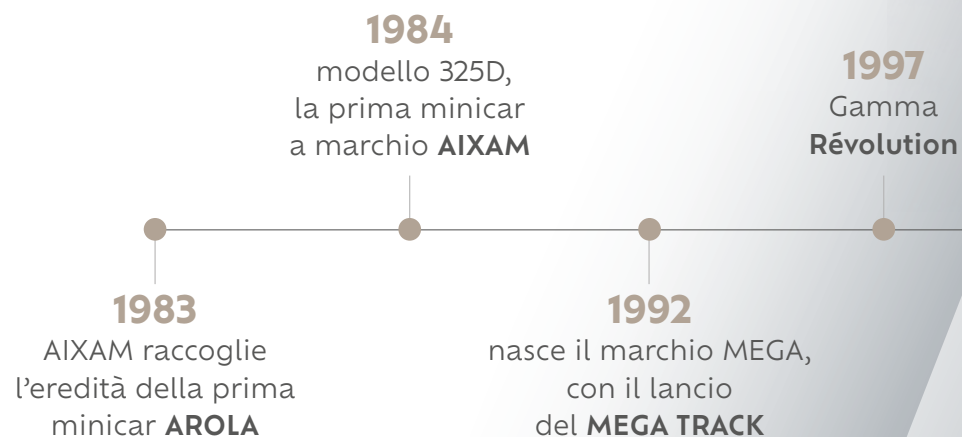 1984
modello 325D,
la prima minicar
a marchio AIXAM
1997
Gamma
Révolution
1983
AIXAM raccoglie
l'eredità della prima
minicar AROLA
1992
nasce il marchio MEGA,
con il lancio
del MEGA TRACK